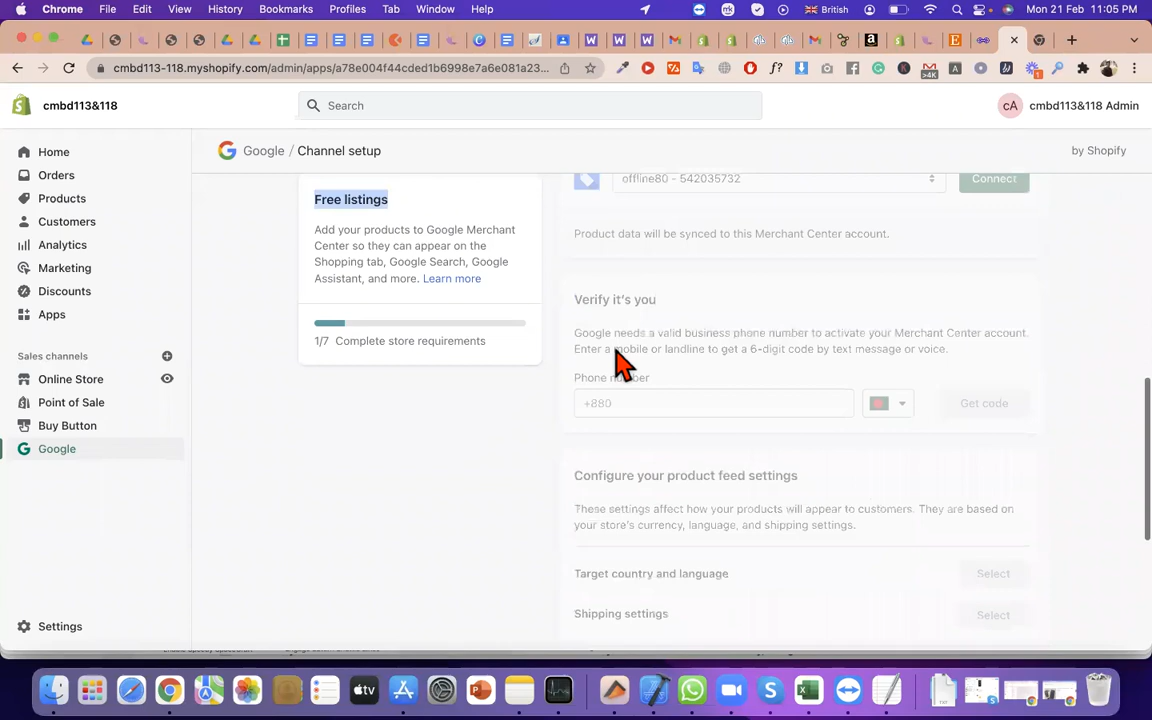 Chrome File Edit View History Bookmarks Profiles Tab Window Help British Mon 21 Feb 11:05 PM
cmbd113-118.myshopify.com/admin/apps/a78e004f44cded1b6998e7a6e081a23...
cmbd113&118
Search
cA cmbd113&118 Admin
Home
Orders
Products
Customers
Analytics
Marketing
Discounts
Apps
Sales channels
Online Store
Point of Sale
Buy Button
Google
Settings
Google / Channel setup
by Shopify
Free listings
Add your products to Google Merchant
Center so they can appear on the
Shopping tab, Google Search, Google
Assistant, and more. Learn more
1/7 Complete store requirements
offline80 - 542035732
Connect
Product data will be synced to this Merchant Center account.
Verify it's you
Google needs a valid business phone number to activate your Merchant Center account.
Enter a mobile or landline to get a 6-digit code by text message or voice.
Phone number
+880
Get code
Configure your product feed settings
These settings affect how your products will appear to customers. They are based on
your store's currency, language, and shipping settings.
Target country and language
Select
Shipping settings
Select